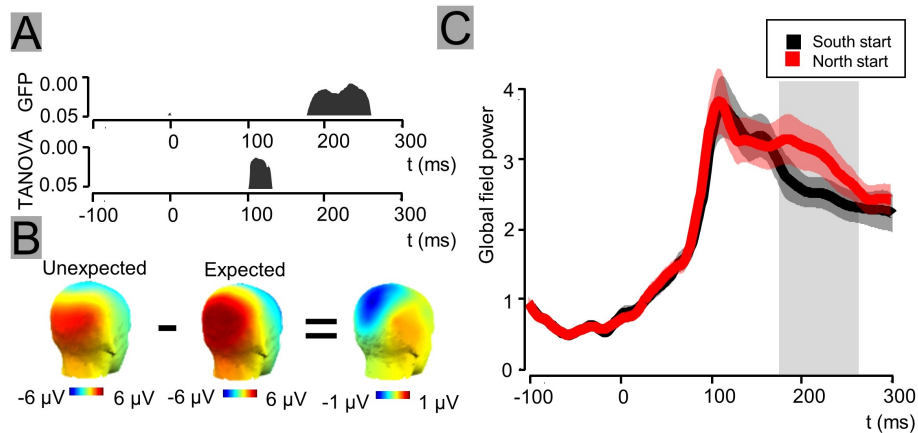 A
GFP
0.00
0.05
0
100
200
300
t (ms)
TANOVA
0.00
0.05
-100
0
100
200
300
t (ms)
B
Unexpected
Expected
-
=
-6 µV
6 µV
-6 µV
6 µV
-1 µV
1 µV
C
South start
North start
Global field power
4
3
2
1
0
-100
0
100
200
300
t (ms)